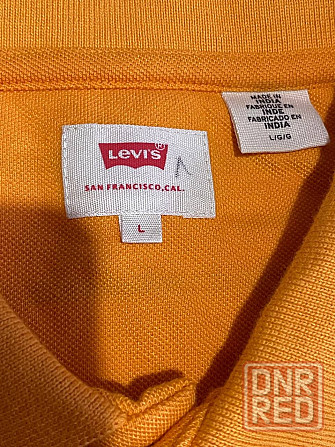 MADE IN
INDIA
FABRIQUE EN
INDE
FABRICADO EN
INDIA
L/G/G
LEVI'S
SAN FRANCISCO,CAL.
L
DNR
RED